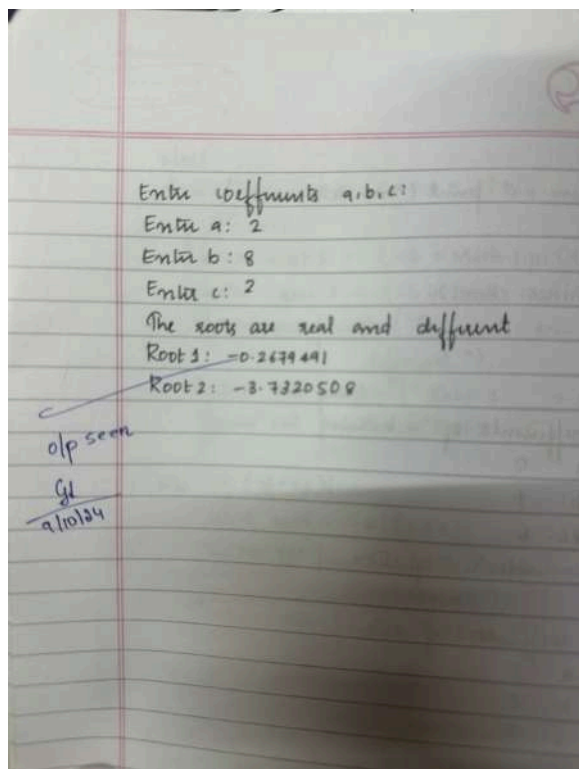 Enter coefficients a,b,c:
Enter a: 2
Enter b: 8
Enter c: 2
The roots are real and different
Root 1: -0.2679491
Root 2: -3.7320508
o/p seen
9/10/24